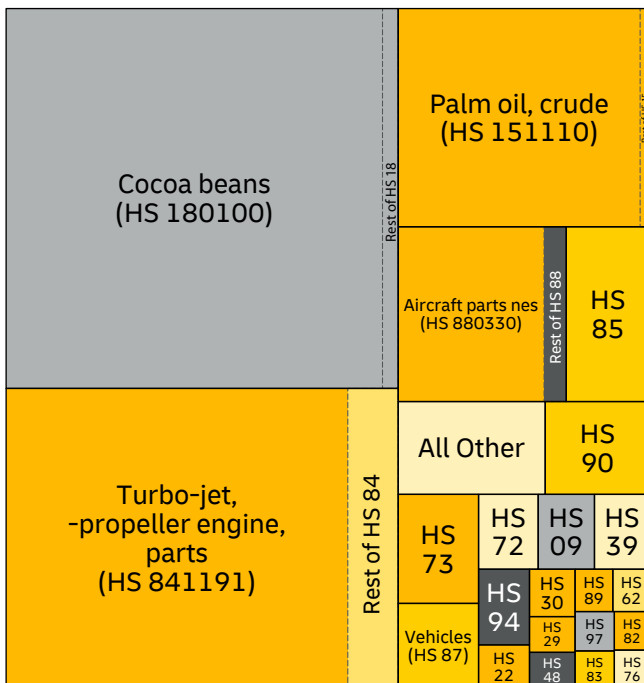 Cocoa beans
(HS 180100)
Rest of HS 18
Palm oil, crude
(HS 151110)
Aircraft parts nes
(HS 880330)
Rest of HS 88
HS
85
Turbo-jet,
-propeller engine,
parts
(HS 841191)
Rest of HS 84
All Other
HS
90
HS
73
HS
72
HS
09
HS
39
Vehicles
(HS 87)
HS
94
HS
30
HS
89
HS
62
HS
29
HS
97
HS
82
HS
22
HS
48
HS
83
HS
76